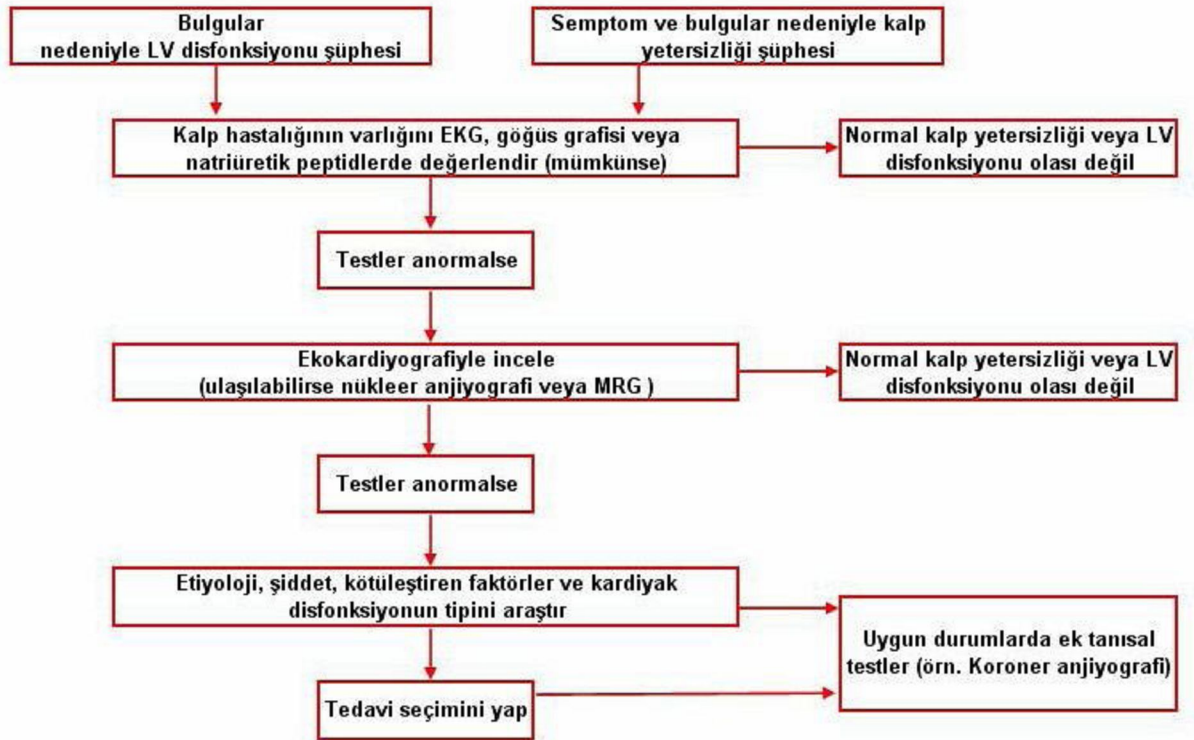 Bulgular
nedeniyle LV disfonksiyonu şüphesi
Semptom ve bulgular nedeniyle kalp
yetersizliği şüphesi
Kalp hastalığının varlığını EKG, göğüs grafisi veya
natriüretik peptidlerde değerlendir (mümkünse)
Normal kalp yetersizliği veya LV
disfonksiyonu olası değil
Testler anormalse
Ekokardiyografiyle incele
(ulaşılabilirse nükleer anjiyografi veya MRG )
Normal kalp yetersizliği veya LV
disfonksiyonu olası değil
Testler anormalse
Etiyoloji, şiddet, kötüleştiren faktörler ve kardiyak
disfonksiyonun tipini araştır
Uygun durumlarda ek tanısal
testler (örn. Koroner anjiyografi)
Tedavi seçimini yap